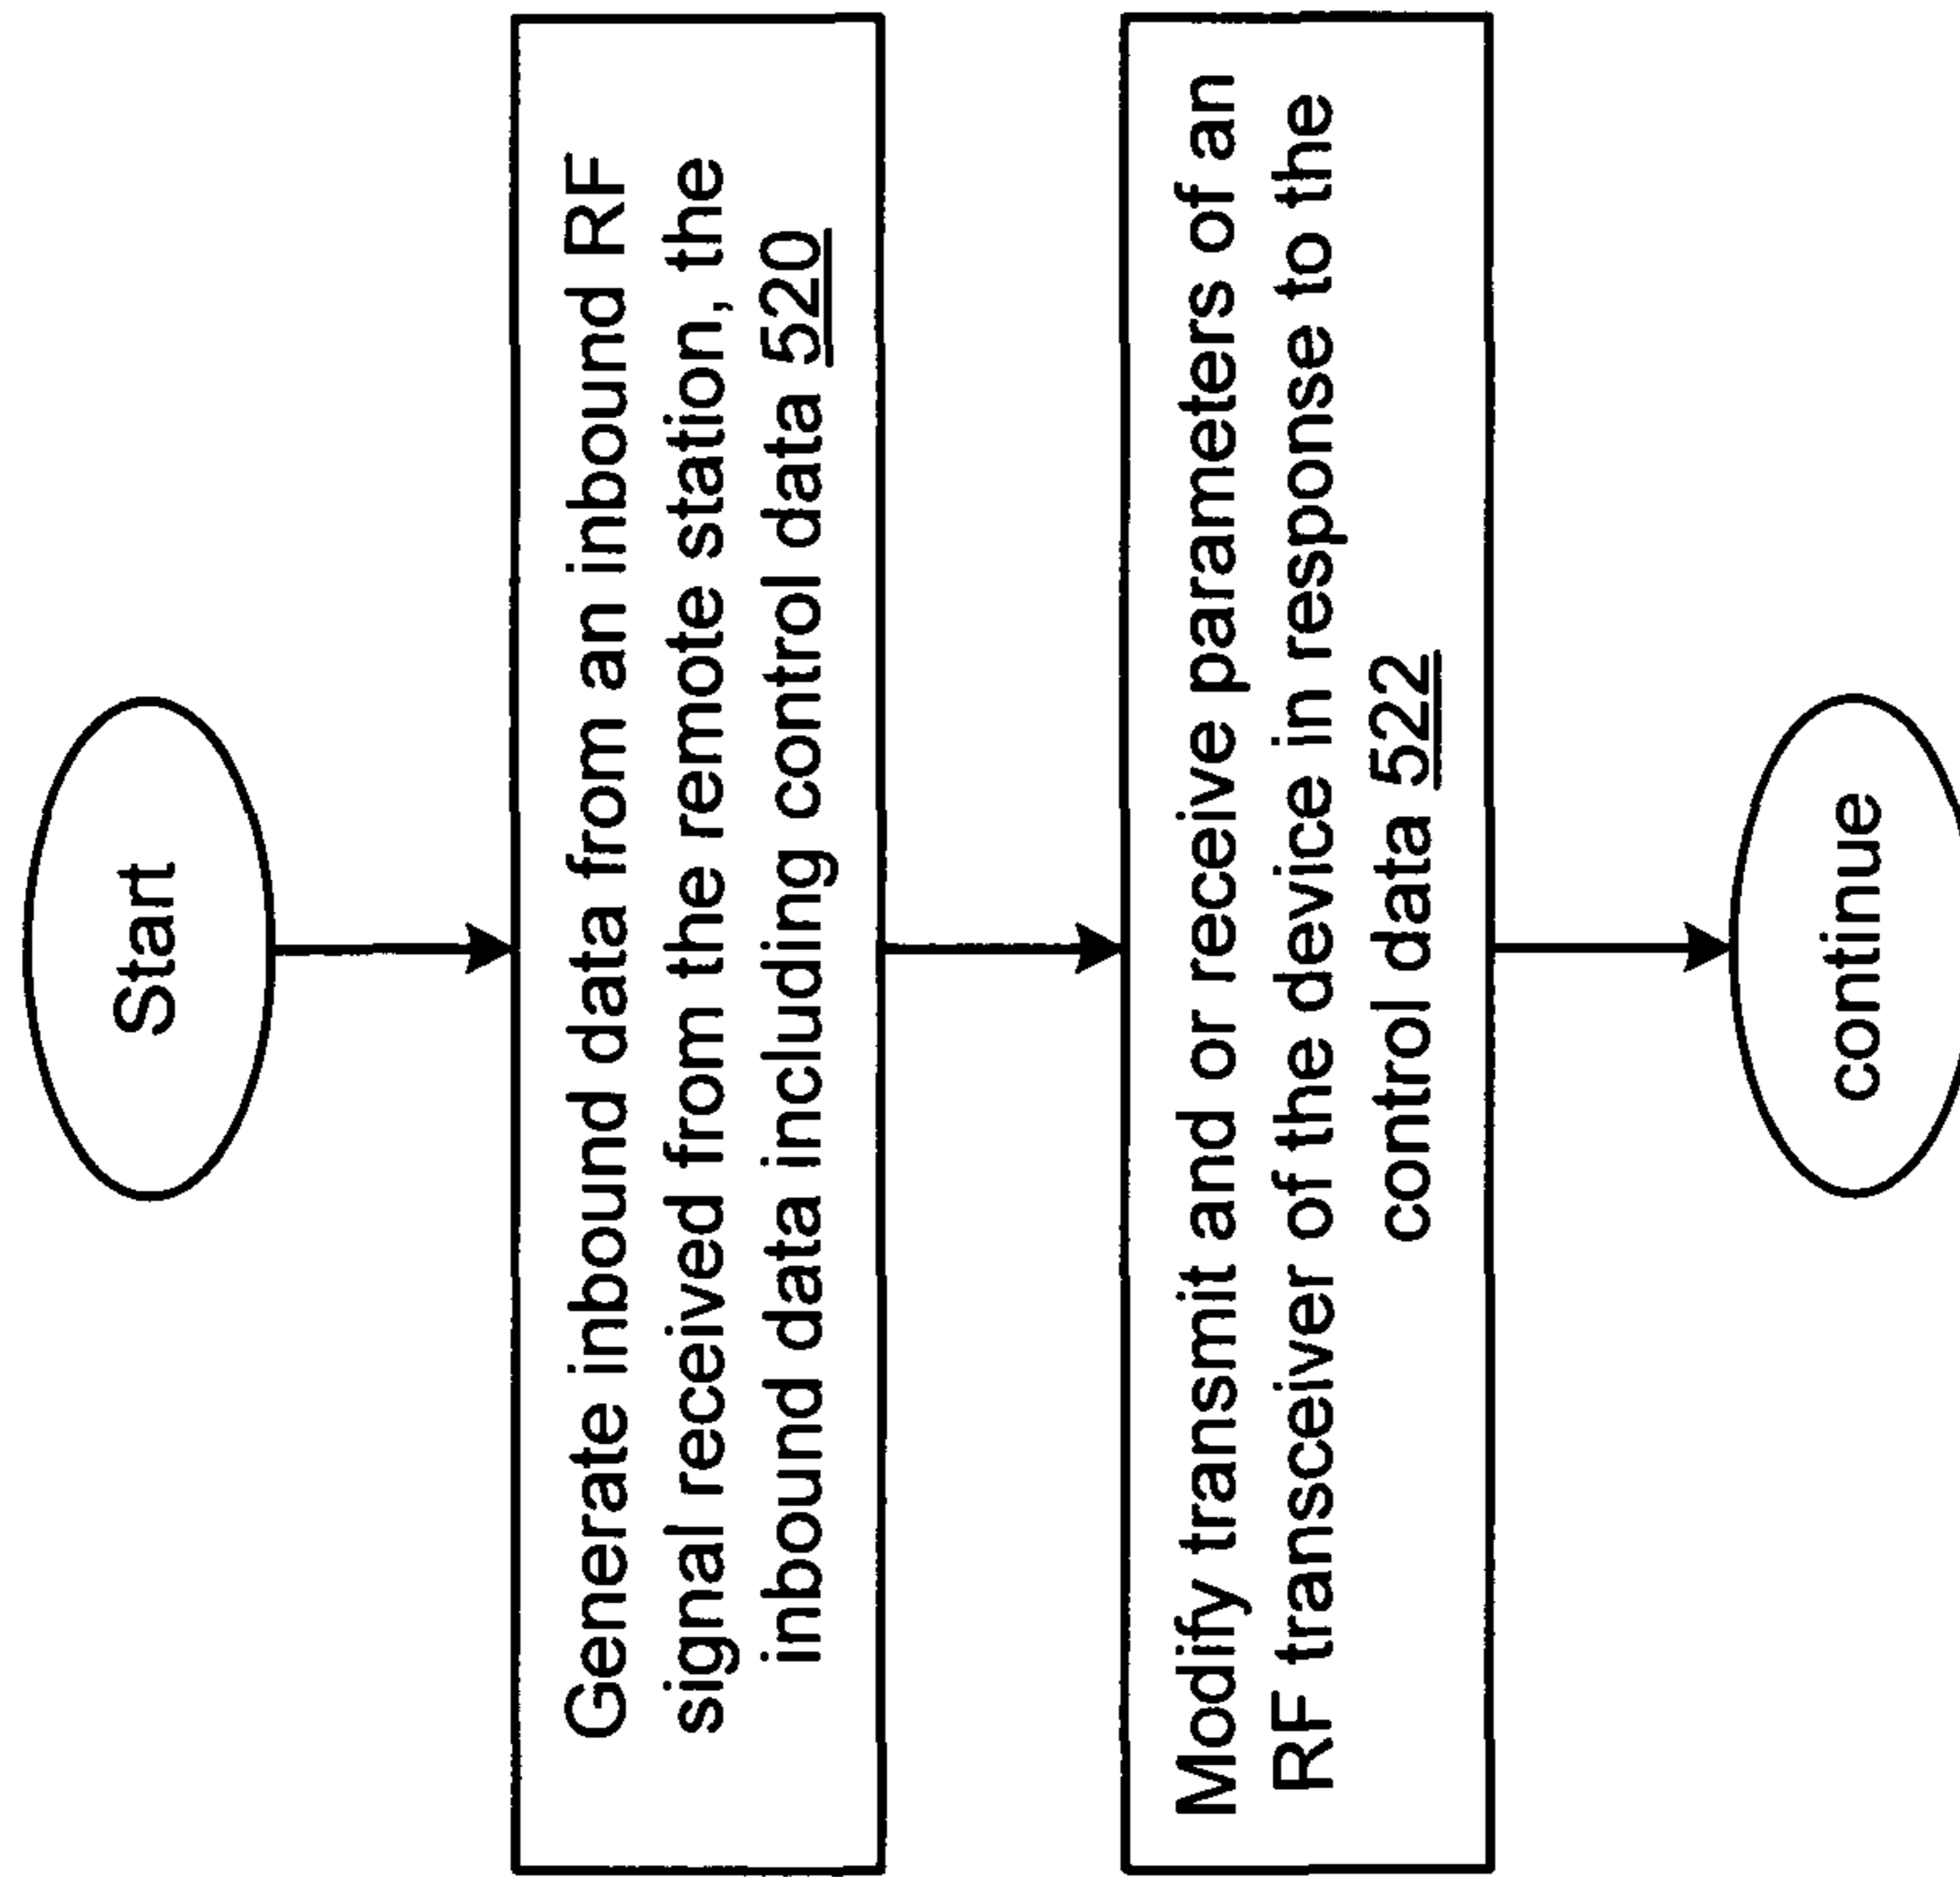 Start
Generate inbound data from an inbound RF
signal received from the remote station, the
inbound data including control data 520
Modify transmit and or receive parameters of an
RF transceiver of the device in response to the
control data 522
continue